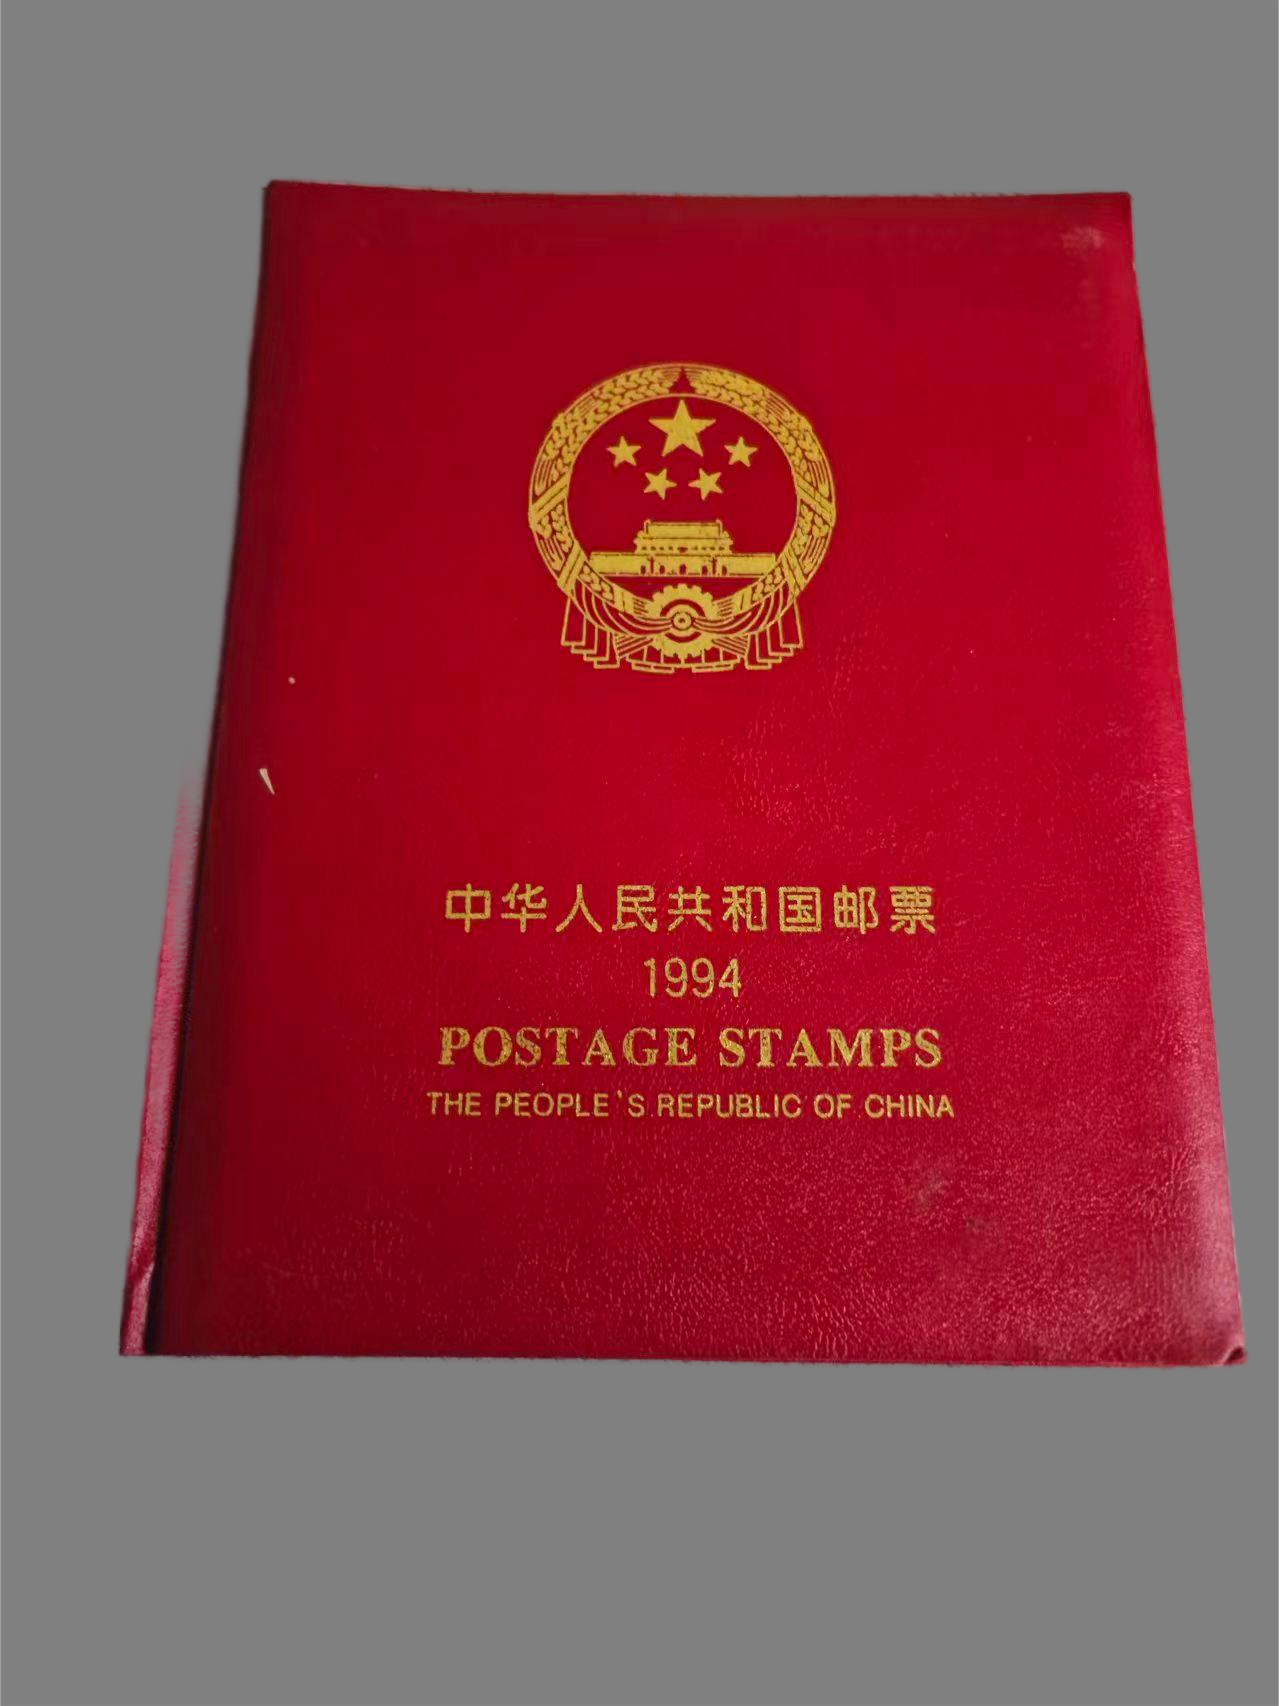 中华人民共和国邮票
1994
POSTAGE STAMPS
THE PEOPLE'S REPUBLIC OF CHINA